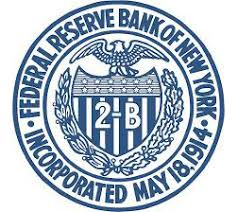 • FEDERAL RESERVE BANK OF NEW YORK •
INCORPORATED MAY 18, 1914
2-B